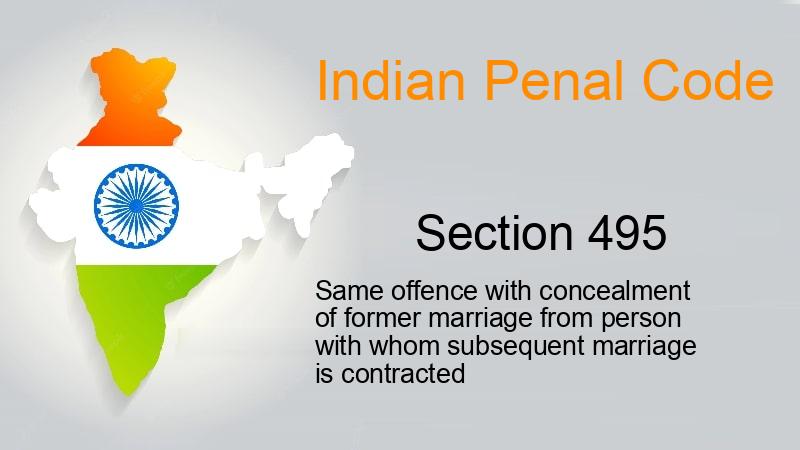 Indian Penal Code
Section 495
Same offence with concealment
of former marriage from person
with whom subsequent marriage
is contracted